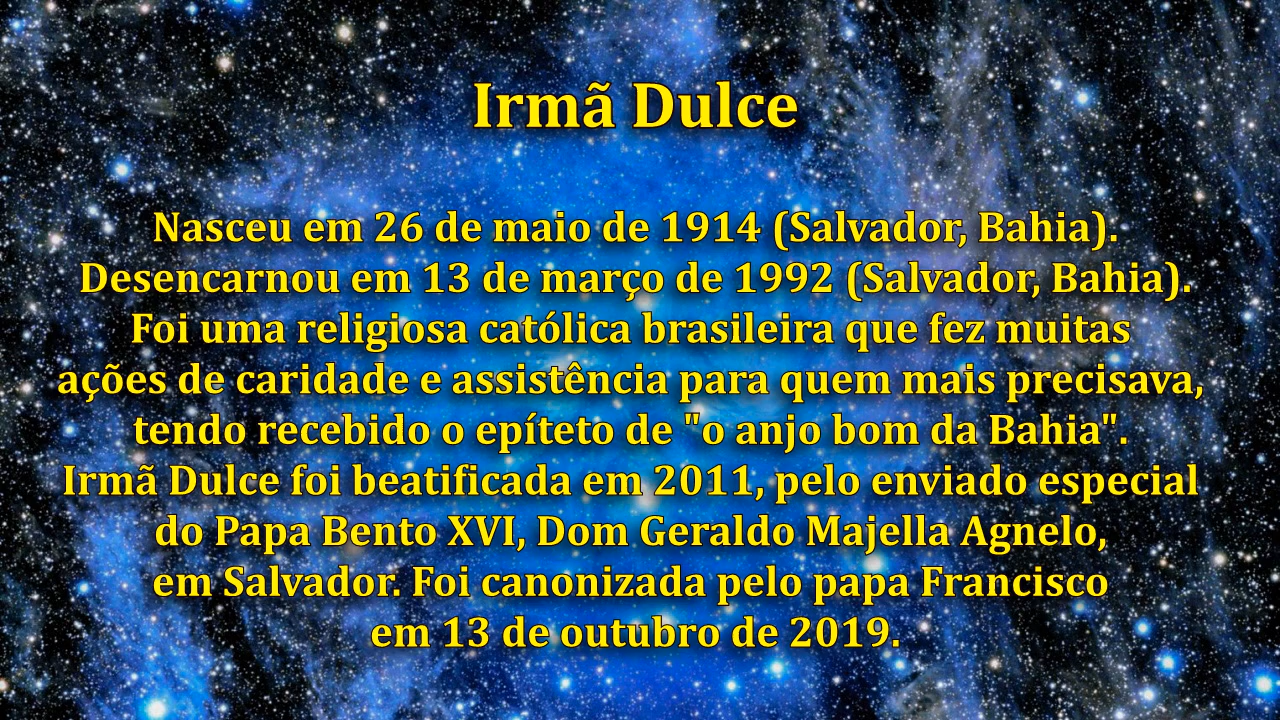 Irmã Dulce
Nasceu em 26 de maio de 1914 (Salvador, Bahia).
Desencarnou em 13 de março de 1992 (Salvador, Bahia).
Foi uma religiosa católica brasileira que fez muitas
ações de caridade e assistência para quem mais precisava,
tendo recebido o epíteto de "o anjo bom da Bahia".
Irmã Dulce foi beatificada em 2011, pelo enviado especial
do Papa Bento XVI, Dom Geraldo Majella Agnelo,
em Salvador. Foi canonizada pelo papa Francisco
em 13 de outubro de 2019.